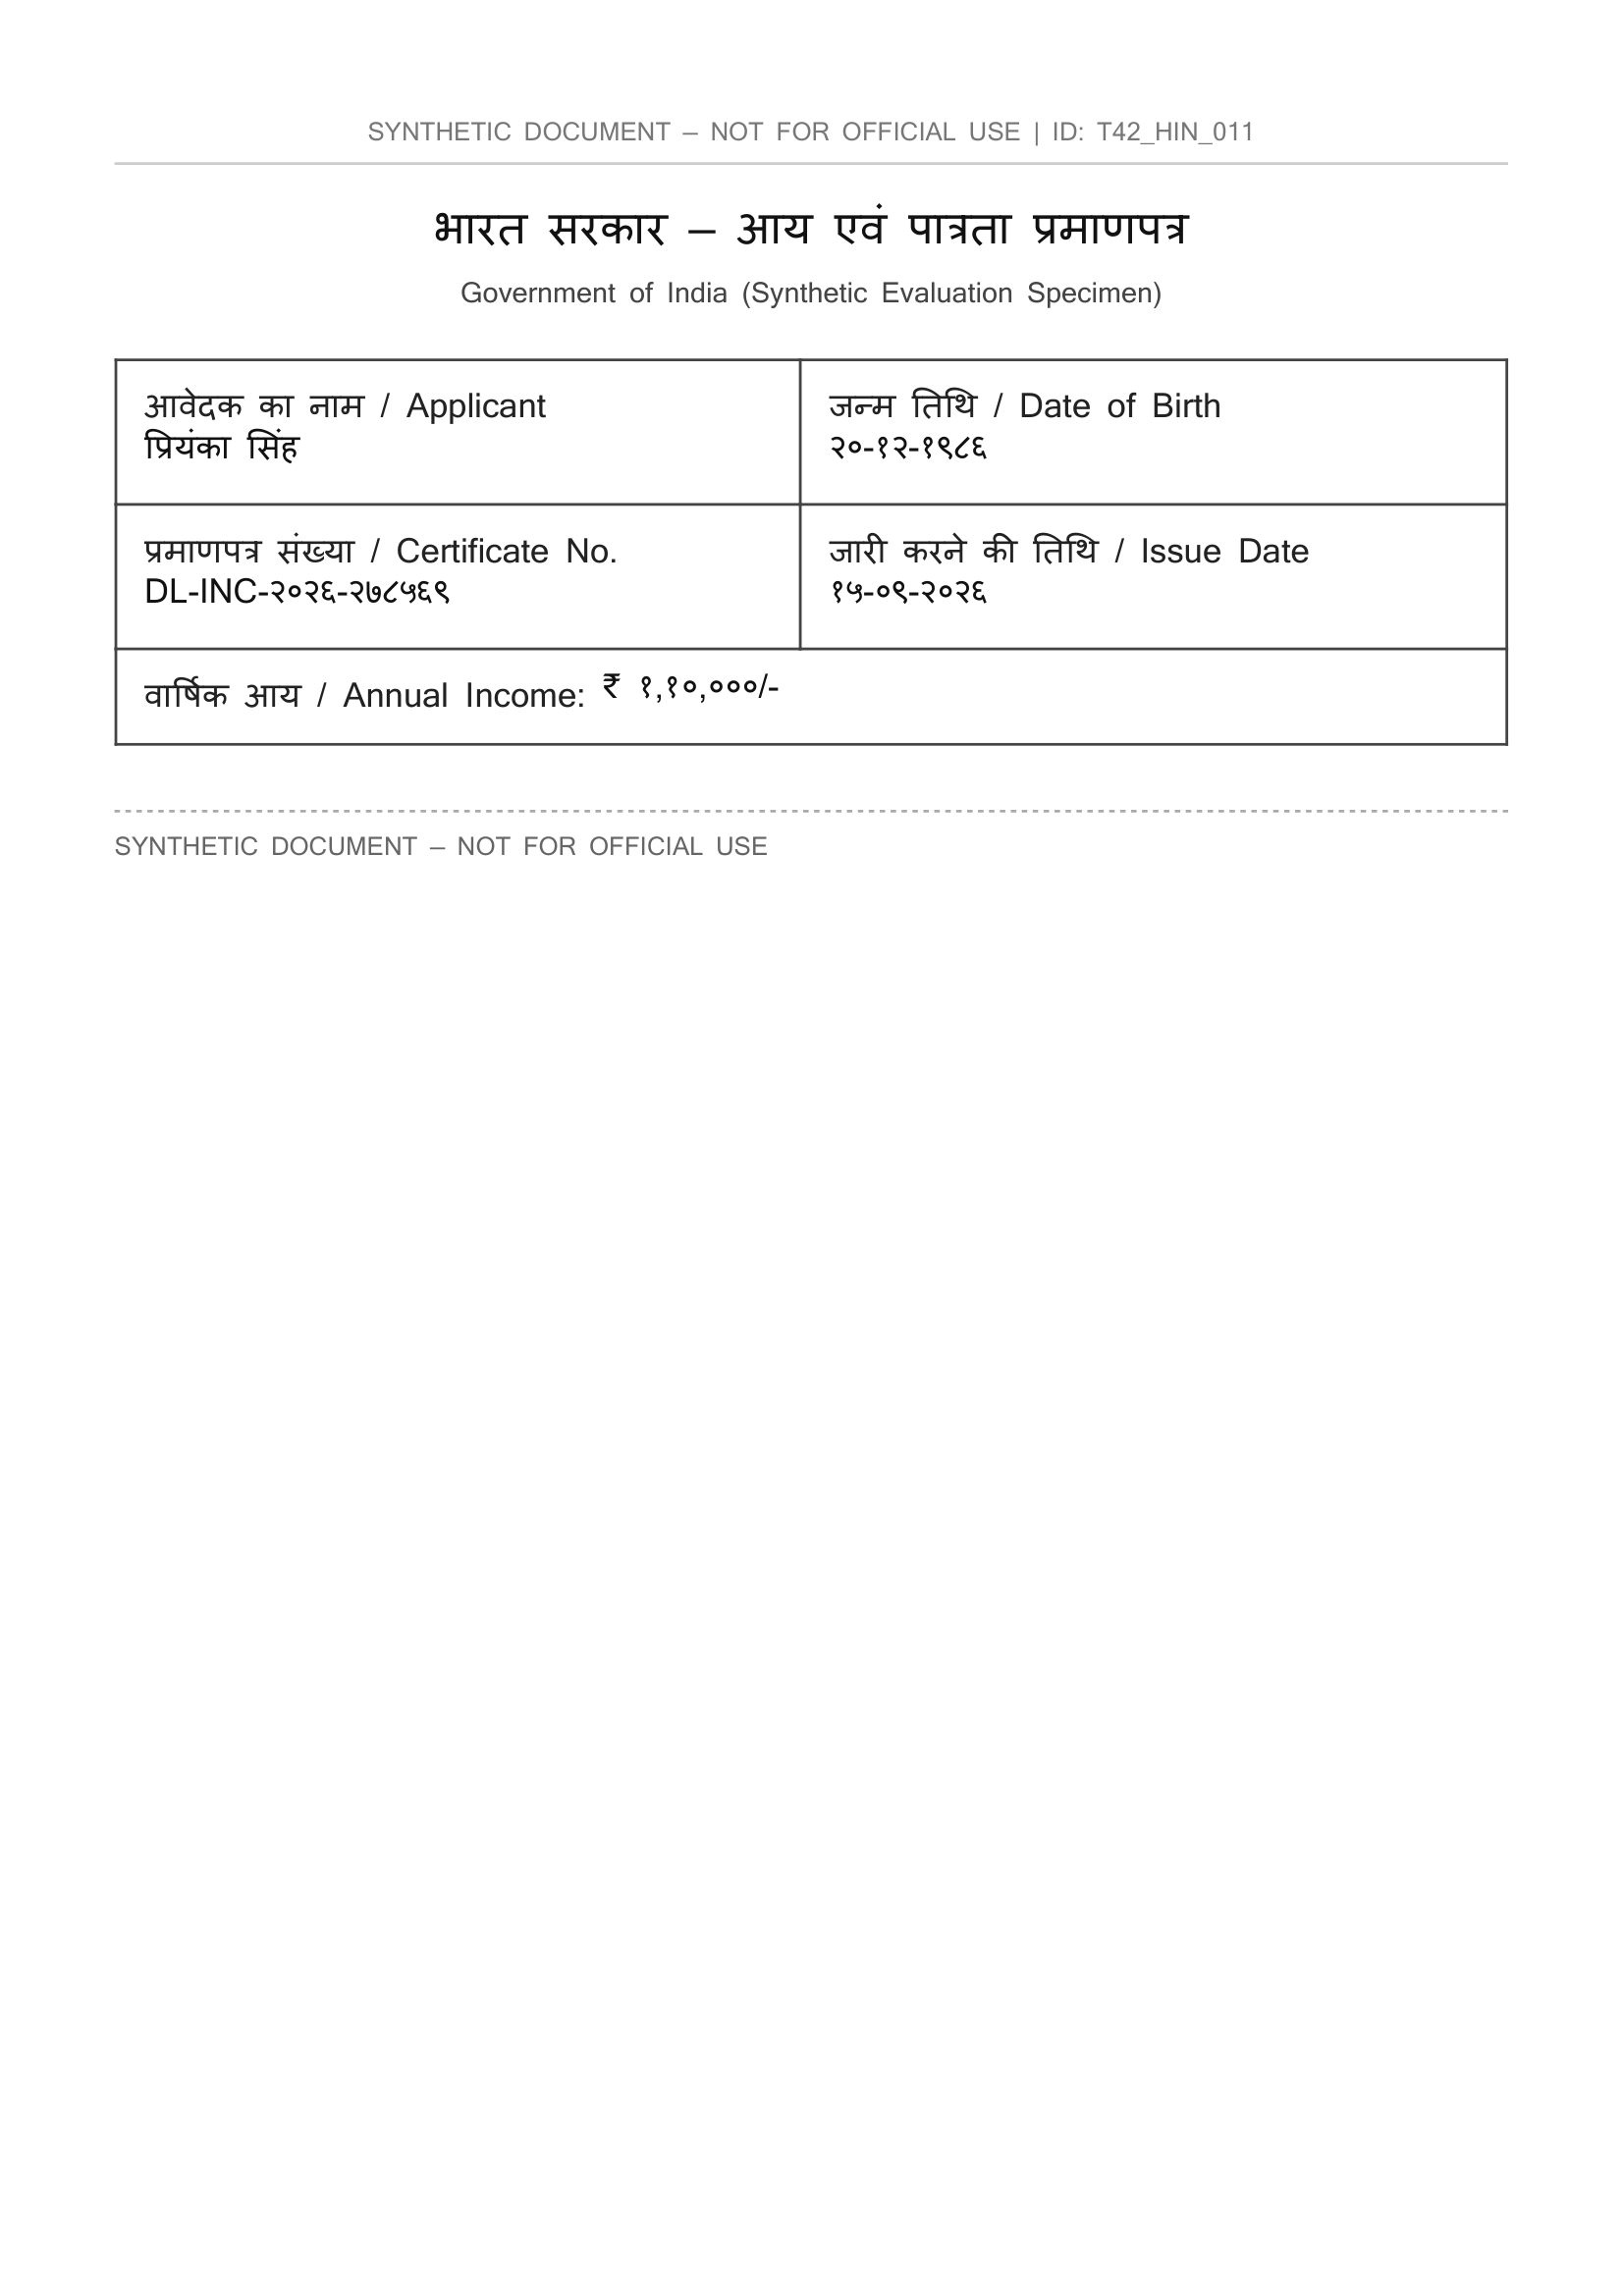 SYNTHETIC DOCUMENT – NOT FOR OFFICIAL USE | ID: T42_HIN_011
भारत सरकार – आय एवं पात्रता प्रमाणपत्र
Government of India (Synthetic Evaluation Specimen)
आवेदक का नाम / Applicant
प्रियंका सिंह
जन्म तिथि / Date of Birth
२०-१२-१९८६
प्रमाणपत्र संख्या / Certificate No.
DL-INC-२०२६-२७८५६९
जारी करने की तिथि / Issue Date
१५-०९-२०२६
वार्षिक आय / Annual Income: ₹ १,१०,०००/-
SYNTHETIC DOCUMENT – NOT FOR OFFICIAL USE